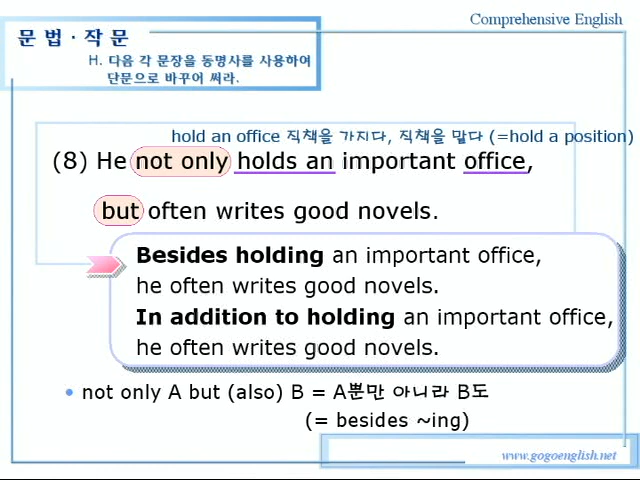 Comprehensive English
문 법 · 작 문
H. 다음 각 문장을 동명사를 사용하여
단문으로 바꾸어 써라.
hold an office 직책을 가지다, 직책을 맡다 (=hold a position)
(8) He not only holds an important office,
but often writes good novels.
Besides holding an important office,
he often writes good novels.
In addition to holding an important office,
he often writes good novels.
• not only A but (also) B = A뿐만 아니라 B도
(= besides ~ing)
www.gogoenglish.net